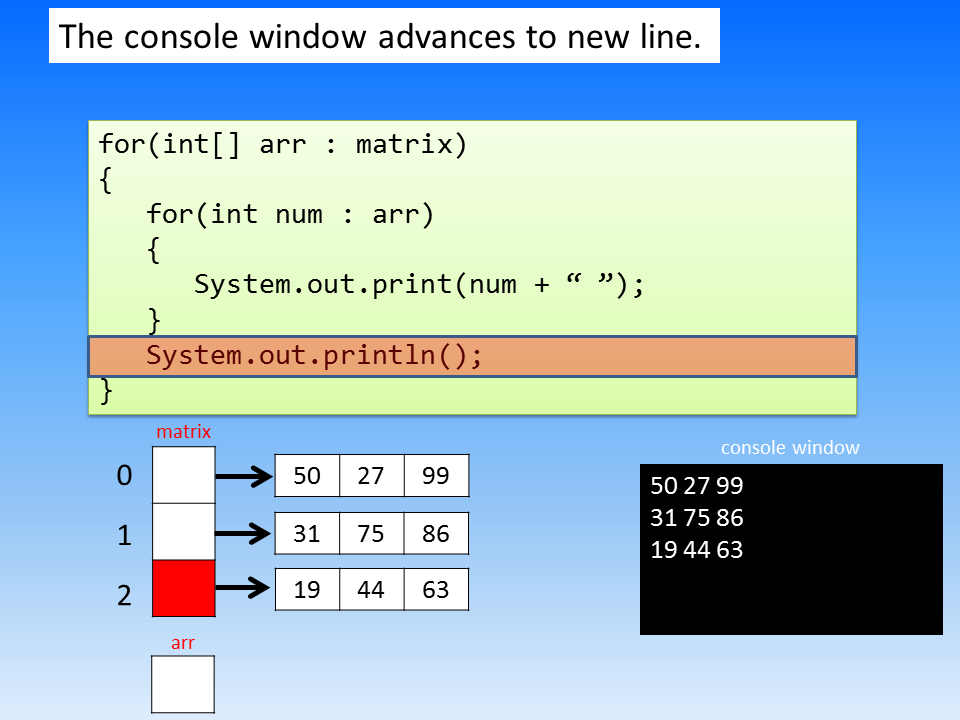 The console window advances to new line.
for(int[] arr : matrix)
{
   for(int num : arr)
   {
      System.out.print(num + “ ”);
   }
   System.out.println();
}
matrix
0
50 27 99
1
31 75 86
2
19 44 63
arr
console window
50 27 99
31 75 86
19 44 63